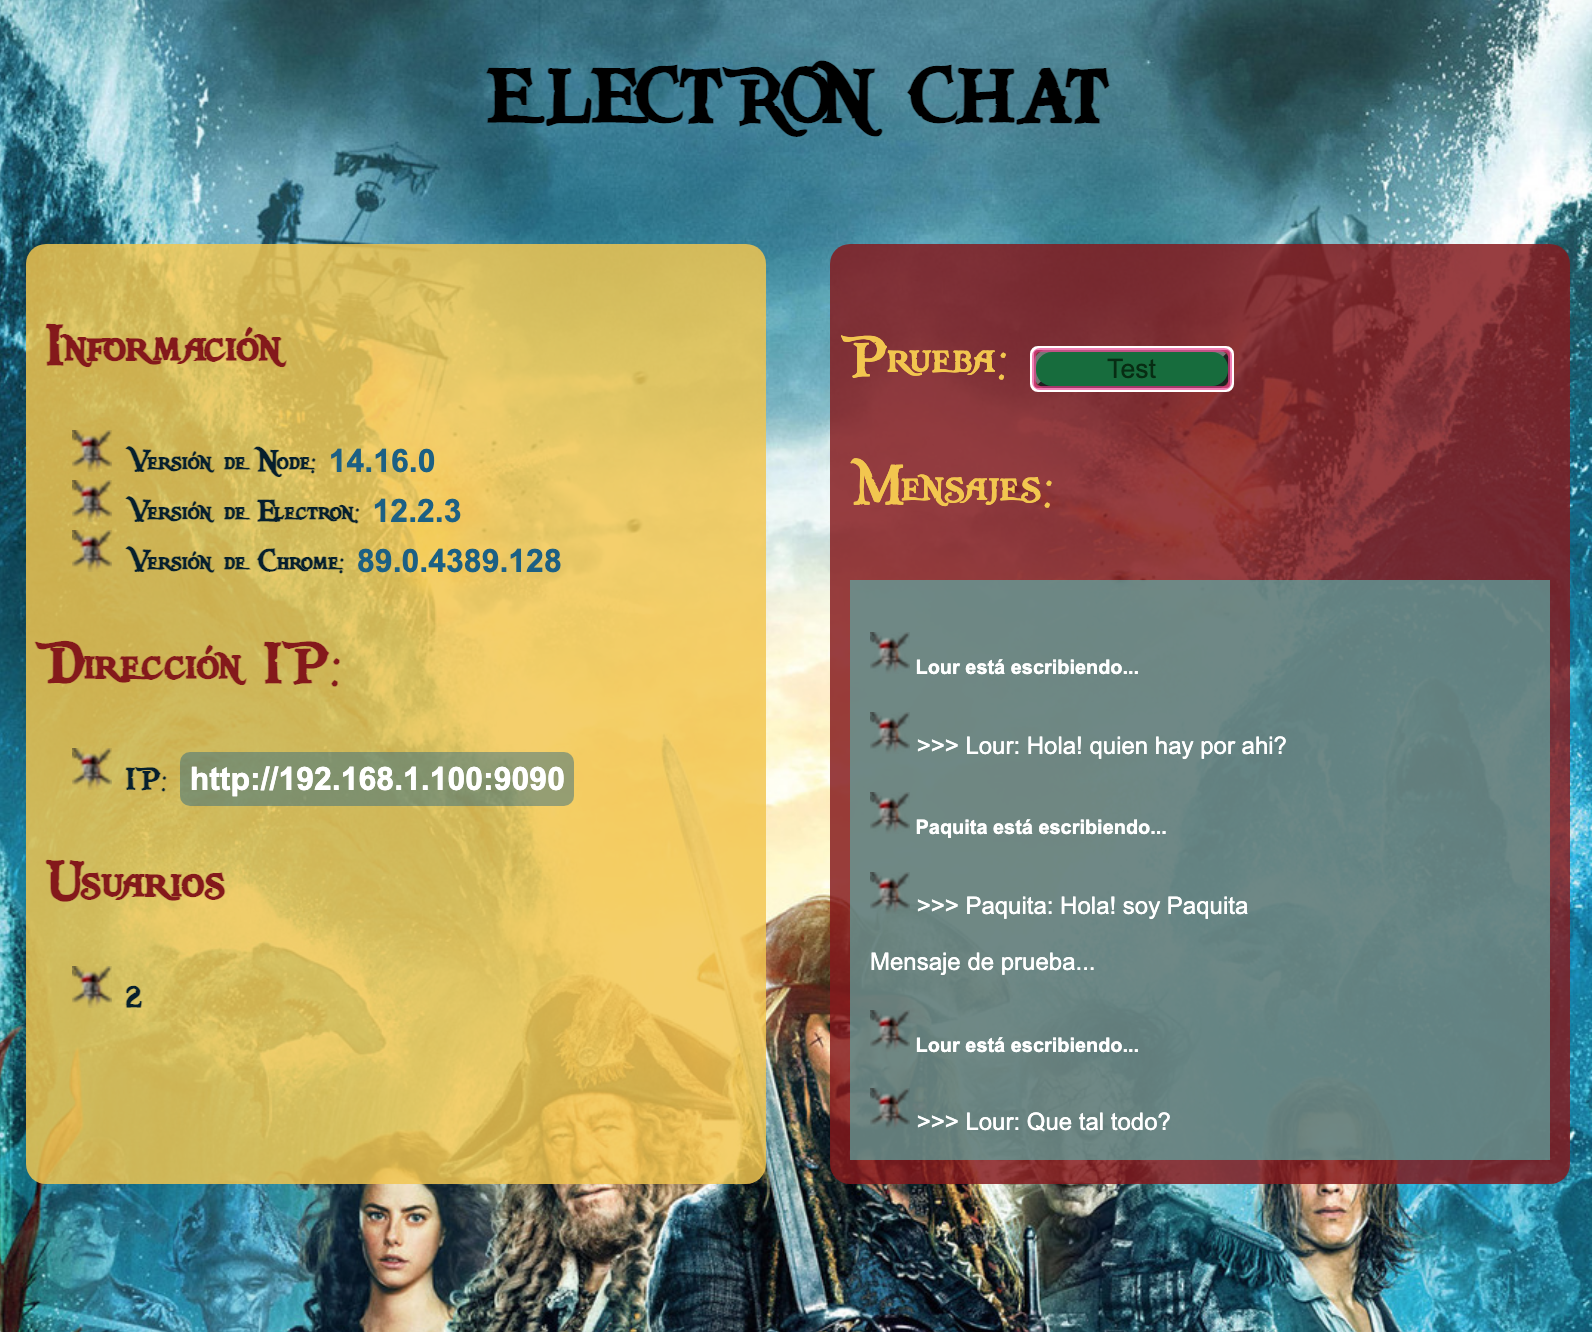 ELECTRON CHAT
Información
Versión de Node: 14.16.0
Versión de Electron: 12.2.3
Versión de Chrome: 89.0.4389.128
Dirección IP:
IP: http://192.168.1.100:9090
Usuarios
2
Prueba: Test
Mensajes:
Lour está escribiendo...
>>> Lour: Hola! quien hay por ahi?
Paquita está escribiendo...
>>> Paquita: Hola! soy Paquita
Mensaje de prueba...
Lour está escribiendo...
>>> Lour: Que tal todo?